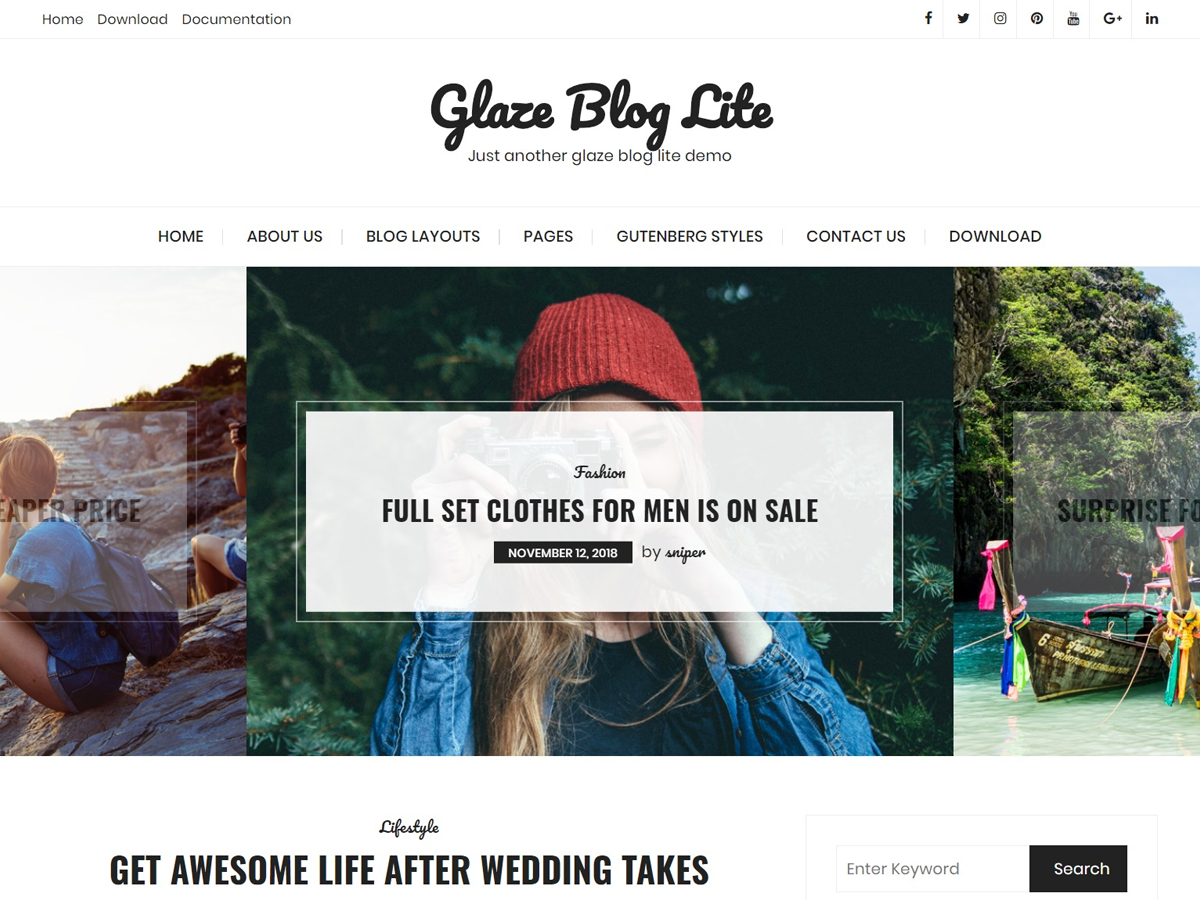 Home Download Documentation
Glaze Blog Lite
Just another glaze blog lite demo
HOME ABOUT US BLOG LAYOUTS PAGES GUTENBERG STYLES CONTACT US DOWNLOAD
PRICE
Fashion
FULL SET CLOTHES FOR MEN IS ON SALE
NOVEMBER 12, 2018 by sniper
SURPRISE
Lifestyle
GET AWESOME LIFE AFTER WEDDING TAKES
Enter Keyword Search